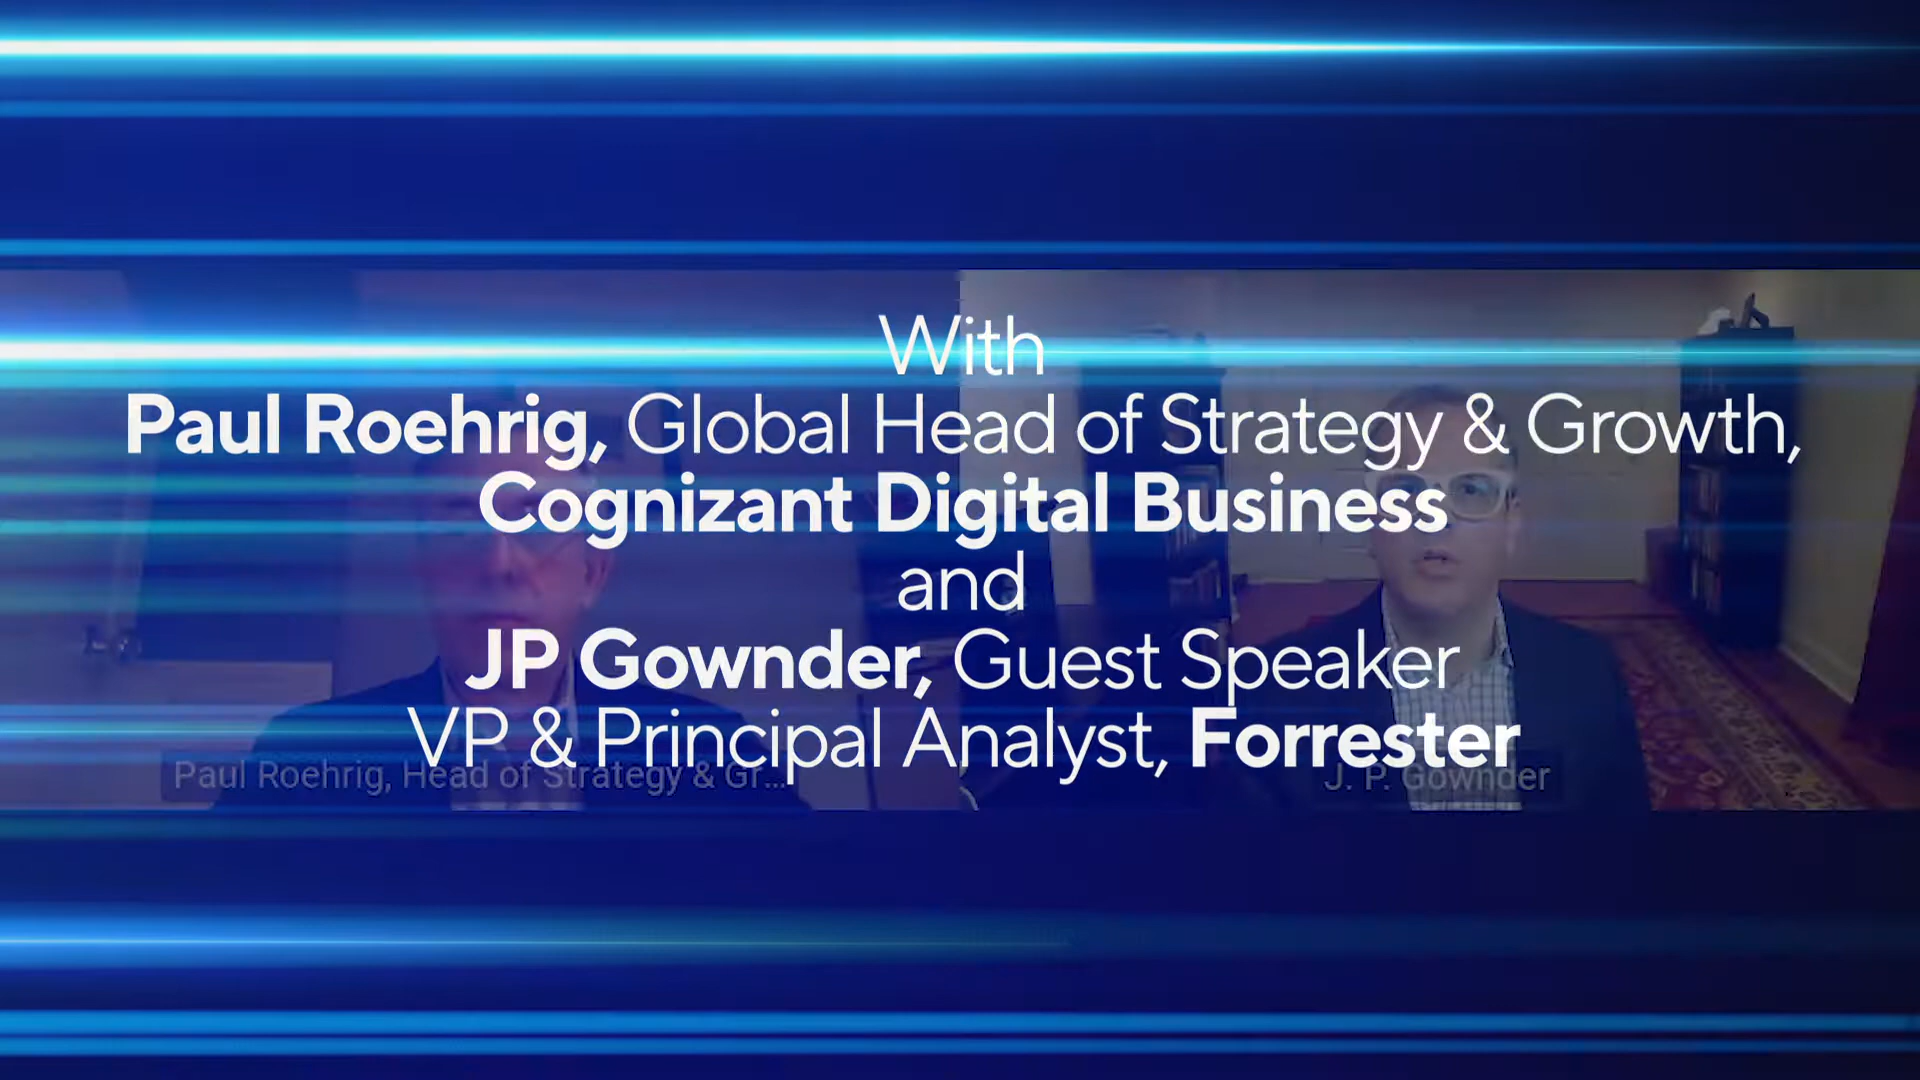 With
Paul Roehrig, Global Head of Strategy & Growth,
Cognizant Digital Business
and
JP Gownder, Guest Speaker
VP & Principal Analyst, Forrester
Paul Roehrig, Head of Strategy & Gr...
J. P. Gownder